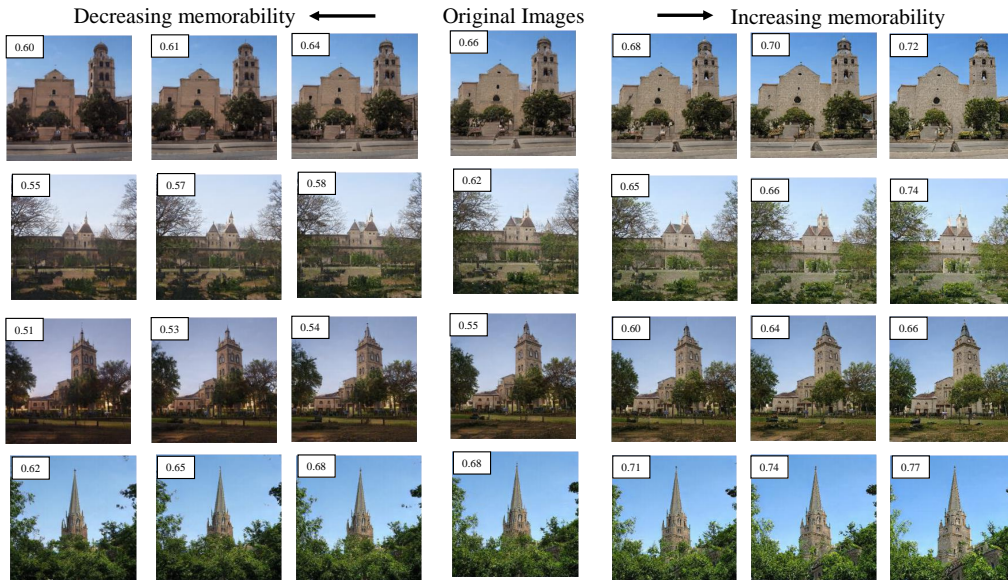 Decreasing memorability
Original Images
Increasing memorability
0.60 0.61 0.64 0.66 0.68 0.70 0.72
0.55 0.57 0.58 0.62 0.65 0.66 0.74
0.51 0.53 0.54 0.55 0.60 0.64 0.66
0.62 0.65 0.68 0.68 0.71 0.74 0.77